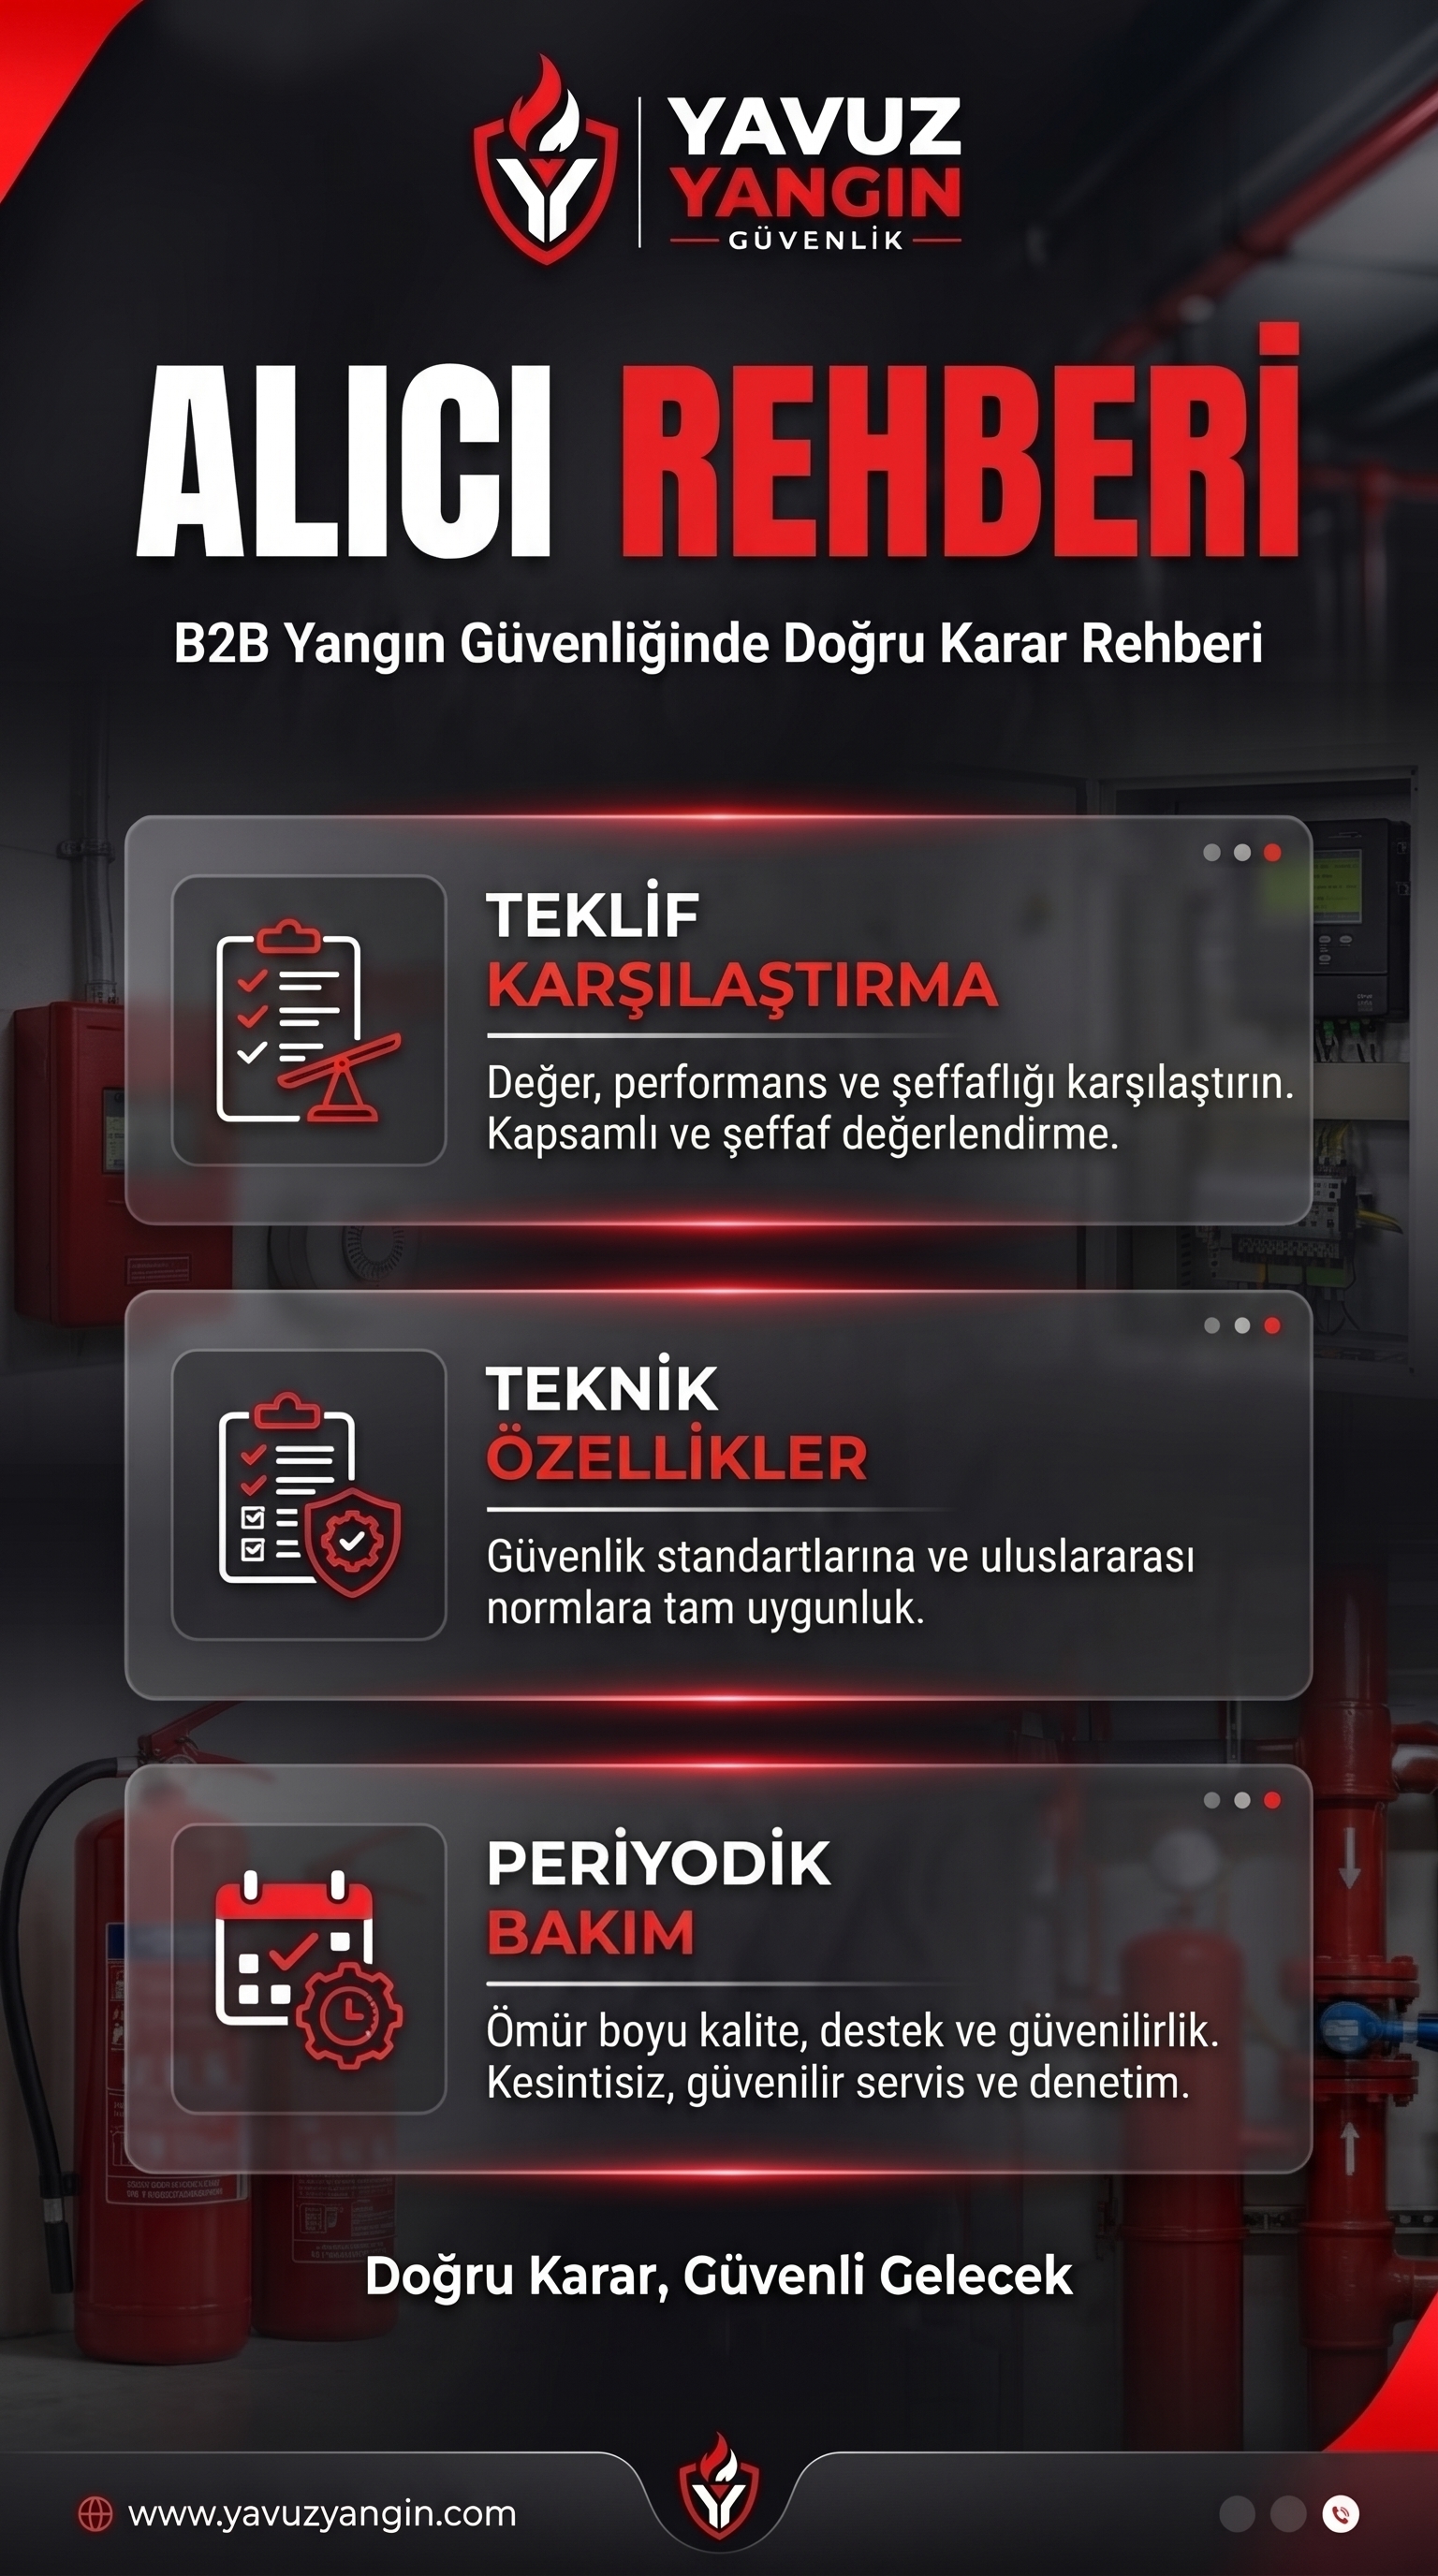 YAVUZ
YANGIN
GÜVENLİK
ALICI REHBERİ
B2B Yangın Güvenliğinde Doğru Karar Rehberi
TEKLİF
KARŞILAŞTIRMA
Değer, performans ve şeffaflığı karşılaştırın.
Kapsamlı ve şeffaf değerlendirme.
TEKNİK
ÖZELLİKLER
Güvenlik standartlarına ve uluslararası
normlara tam uygunluk.
PERİYODİK
BAKIM
Ömür boyu kalite, destek ve güvenilirlik.
Kesintisiz, güvenilir servis ve denetim.
Doğru Karar, Güvenli Gelecek
www.yavuzyangin.com